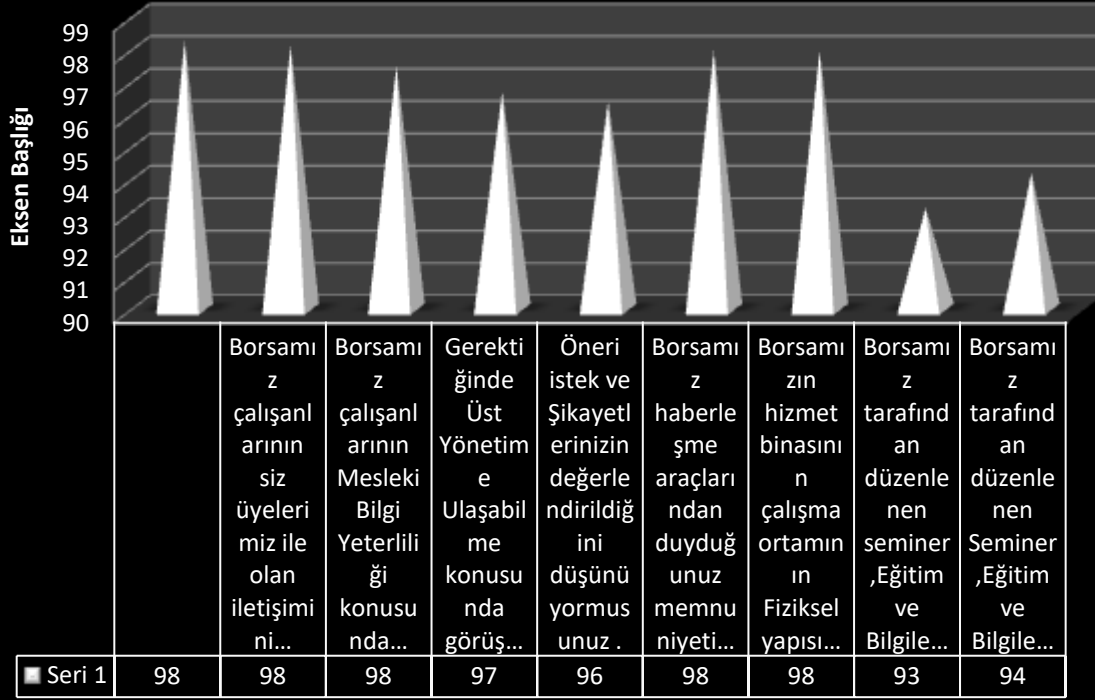 99
98
97
96
95
94
93
92
91
90
Eksen Başlığı
Borsamı
z
çalışanl
arının
siz
üyeleri
miz ile
olan
iletişimi
ni...
Borsamı
z
çalışanl
arının
Mesleki
Bilgi
Yeterlili
ği
konusu
nda...
Gerekti
ğinde
Üst
Yönetim
e
Ulaşabil
me
konusu
nda
görüş...
Öneri
istek ve
Şikayetl
erinizin
değerle
ndirildiğ
ini
düşünü
yormus
unuz .
Borsamı
z
haberle
şme
araçları
ndan
duyduğ
unuz
memnu
niyeti...
Borsamı
zın
hizmet
binasını
n
çalışma
ortamın
ın
Fiziksel
yapısı...
Borsamı
z
tarafınd
an
düzenle
nen
seminer
,Eğitim
ve
Bilgile...
Borsamı
z
tarafınd
an
düzenle
nen
Seminer
,Eğitim
ve
Bilgile...
Seri 1 98 98 98 97 96 98 98 93 94